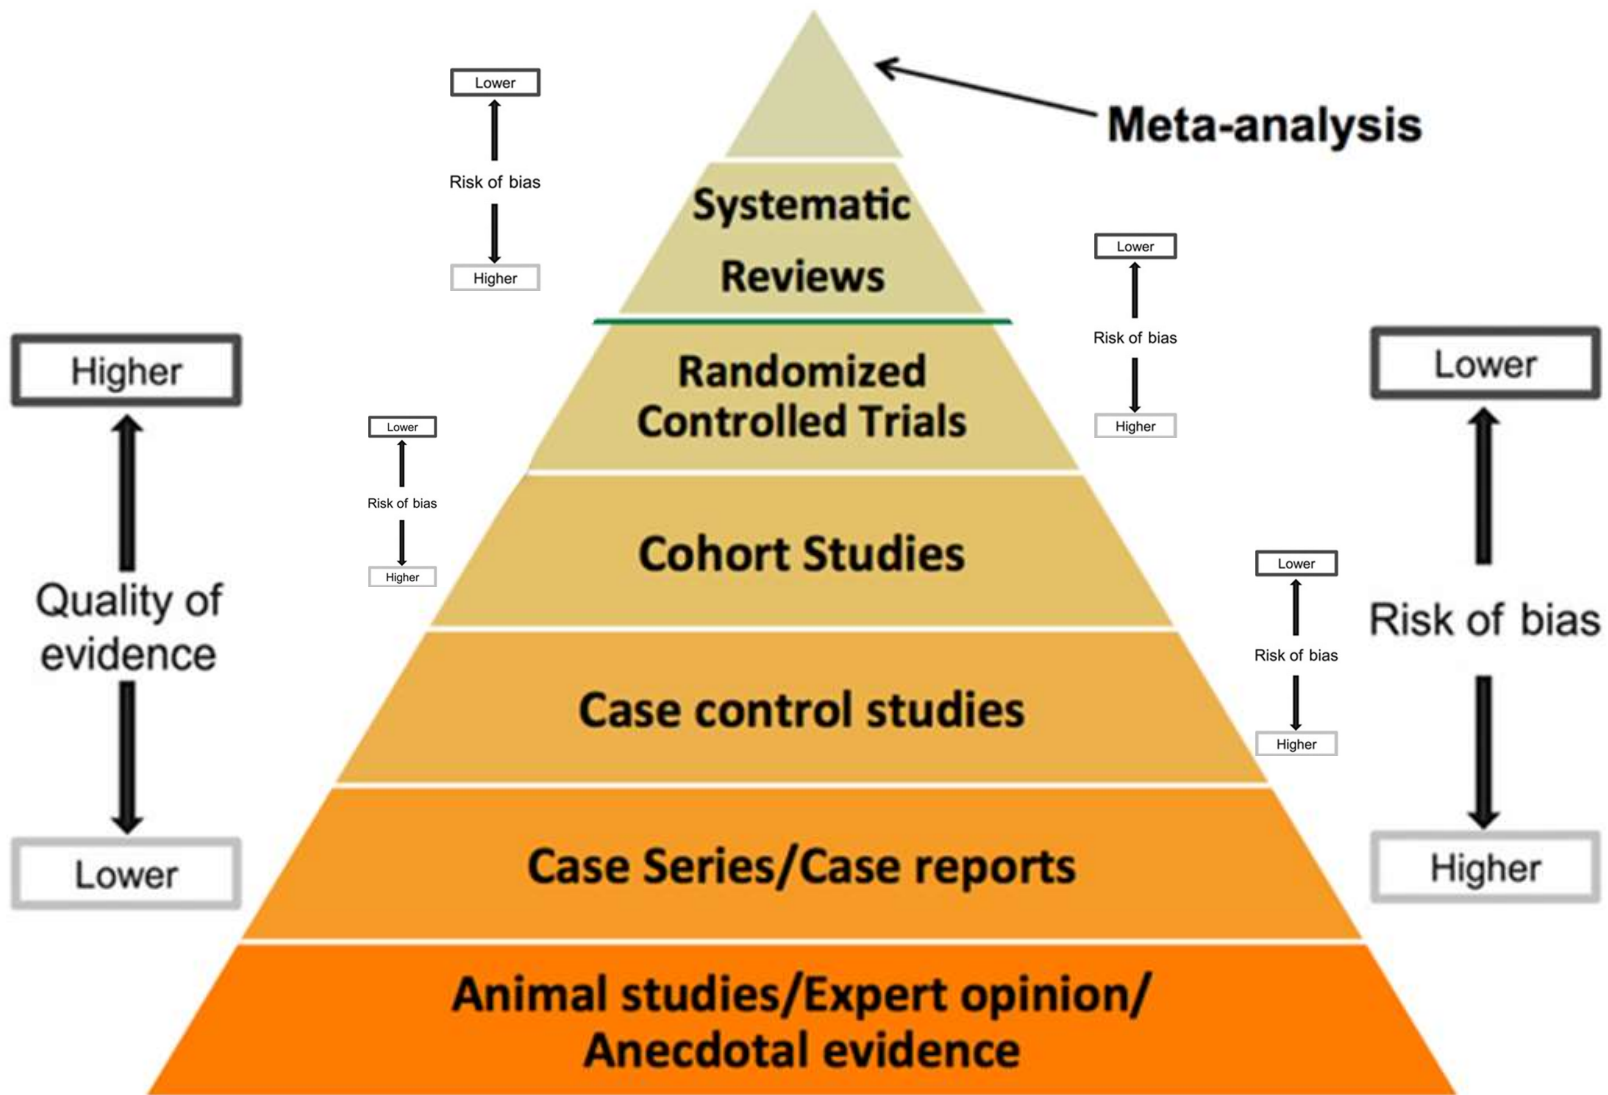 Meta-analysis
Systematic
Reviews
Randomized
Controlled Trials
Cohort Studies
Case control studies
Case Series/Case reports
Animal studies/Expert opinion/
Anecdotal evidence
Higher
Quality of
evidence
Lower
Lower
Risk of bias
Higher
Lower
Risk of bias
Higher
Lower
Risk of bias
Higher
Lower
Risk of bias
Higher
Lower
Risk of bias
Higher